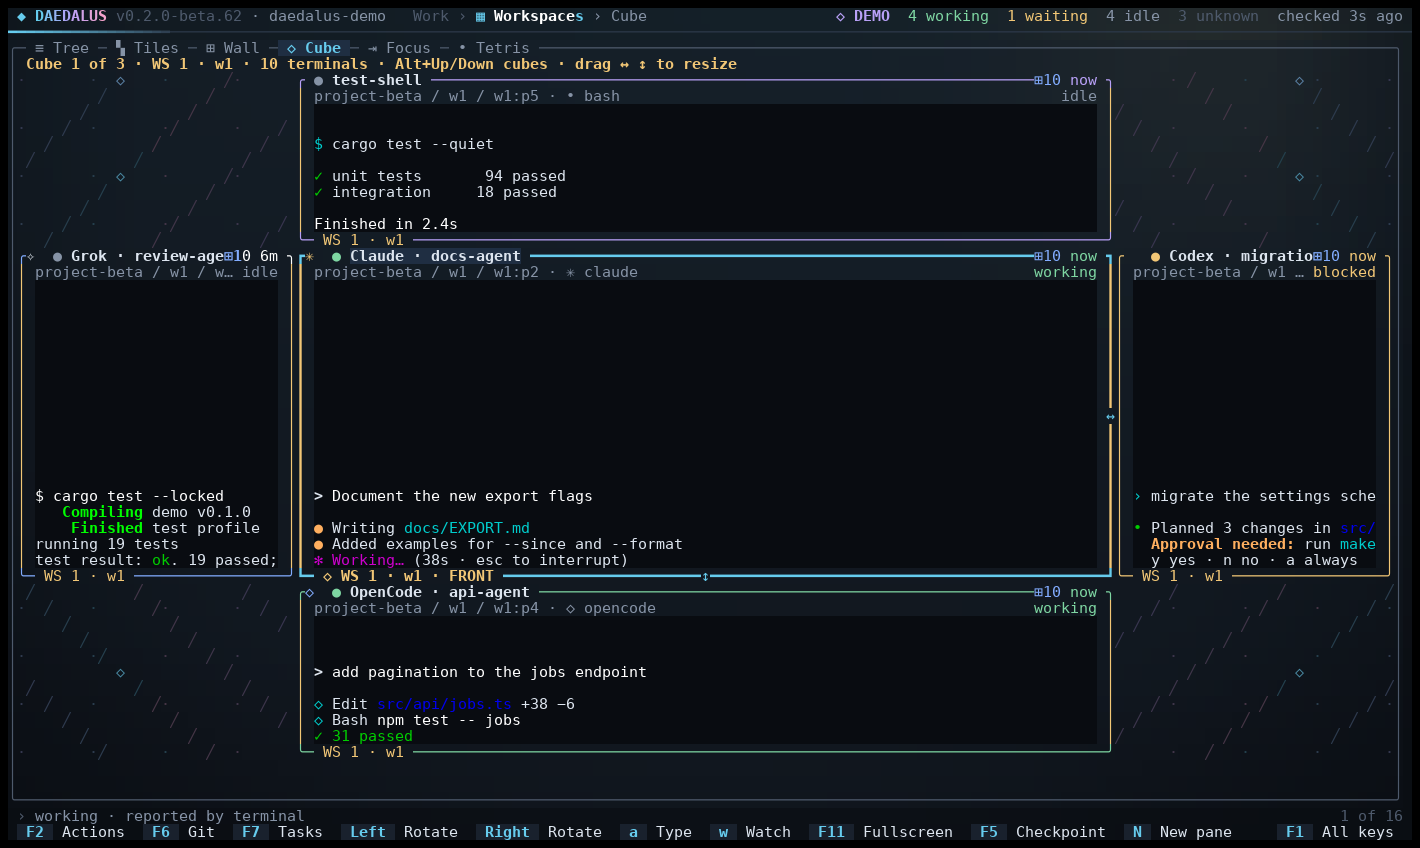 ◆ DAEDALUS v0.2.0-beta.62 · daedalus-demo Work › ▦ Workspaces › Cube ◇ DEMO 4 working 1 waiting 4 idle 3 unknown checked 3s ago
≡ Tree ─ ▚ Tiles ─ ⊞ Wall ─ ◇ Cube ─ ⇥ Focus ─ • Tetris
Cube 1 of 3 · WS 1 · w1 · 10 terminals · Alt+Up/Down cubes · drag ↔ ↕ to resize
● test-shell ⊞10 now
project-beta / w1 / w1:p5 · • bash idle
$ cargo test --quiet
✓ unit tests 94 passed
✓ integration 18 passed
Finished in 2.4s
WS 1 · w1
✧ ● Grok · review-age⊞10 6m
project-beta / w1 / w… idle
$ cargo test --locked
Compiling demo v0.1.0
Finished test profile
running 19 tests
test result: ok. 19 passed;
WS 1 · w1
✳ ● Claude · docs-agent ⊞10 now
project-beta / w1 / w1:p2 · ✳ claude working
> Document the new export flags
● Writing docs/EXPORT.md
● Added examples for --since and --format
✻ Working… (38s · esc to interrupt)
◇ WS 1 · w1 · FRONT ↕
↔
● Codex · migratio⊞10 now
project-beta / w1 … blocked
› migrate the settings sche
• Planned 3 changes in src/
Approval needed: run make
y yes · n no · a always
WS 1 · w1
◇ ● OpenCode · api-agent ⊞10 now
project-beta / w1 / w1:p4 · ◇ opencode working
> add pagination to the jobs endpoint
◇ Edit src/api/jobs.ts +38 −6
◇ Bash npm test -- jobs
✓ 31 passed
WS 1 · w1
› working · reported by terminal 1 of 16
F2 Actions F6 Git F7 Tasks Left Rotate Right Rotate a Type w Watch F11 Fullscreen F5 Checkpoint N New pane F1 All keys